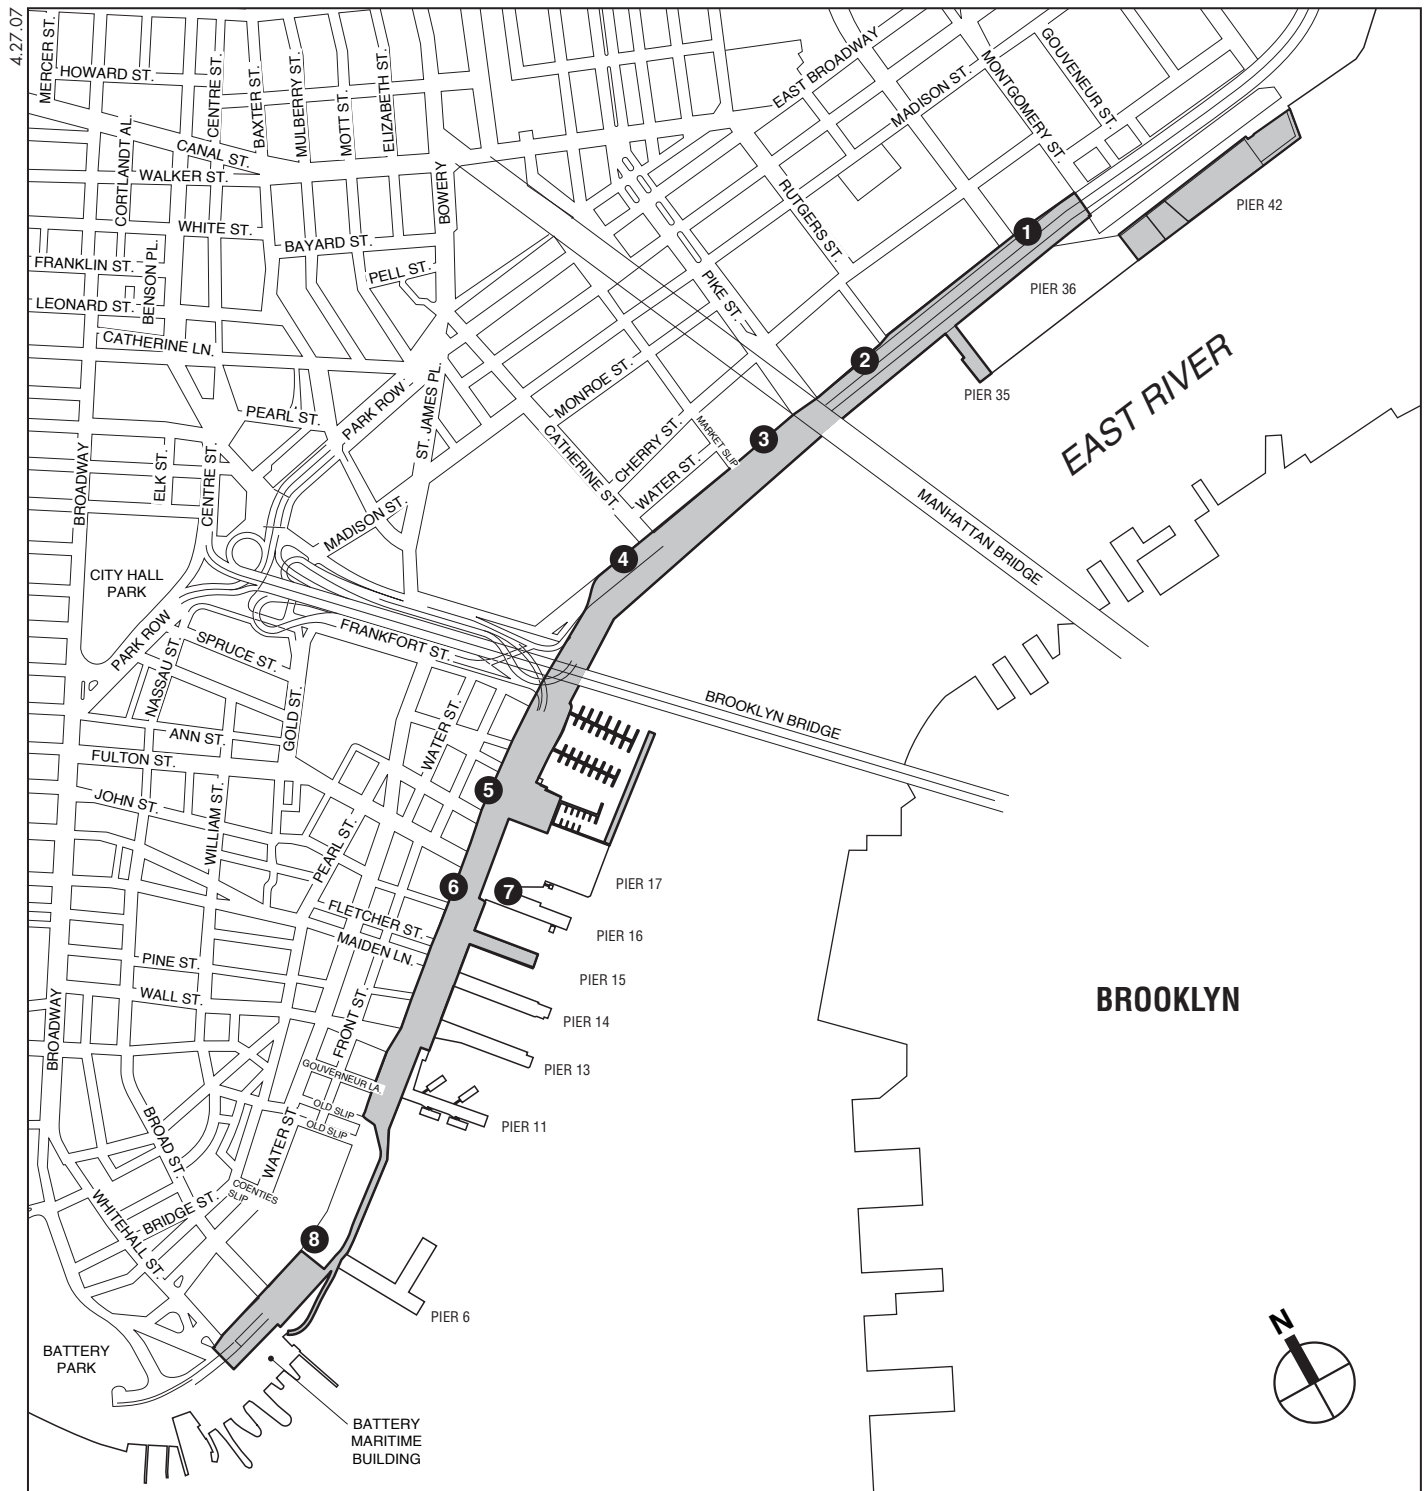 4.27.07
MERCER ST.
HOWARD ST.
CORTLANDT AL.
CENTRE ST.
BAXTER ST.
MULBERRY ST.
MOTT ST.
ELIZABETH ST.
CANAL ST.
WALKER ST.
WHITE ST.
BAYARD ST.
BOWERY
FRANKLIN ST.
BENSON PL.
PELL ST.
LEONARD ST.
CATHERINE LN.
EAST BROADWAY
MADISON ST.
MONTGOMERY ST.
GOUVENEUR ST.
RUTGERS ST.
PIKE ST.
1
PIER 42
PIER 36
2
PIER 35
EAST RIVER
PEARL ST.
PARK ROW
ST. JAMES PL.
MONROE ST.
CATHERINE ST.
CHERRY ST.
WATER ST.
MARKET SLIP
3
BROADWAY
ELK ST.
CENTRE ST.
MADISON ST.
MANHATTAN BRIDGE
4
CITY HALL
PARK
PARK ROW
NASSAU ST.
SPRUCE ST.
FRANKFORT ST.
GOLD ST.
BROOKLYN BRIDGE
ANN ST.
FULTON ST.
WATER ST.
JOHN ST.
WILLIAM ST.
PEARL ST.
5
6
7
PIER 17
FLETCHER ST.
MAIDEN LN.
PIER 16
PINE ST.
PIER 15
WALL ST.
FRONT ST.
PIER 14
BROOKLYN
BROADWAY
PIER 13
GOUVERNEUR LA.
OLD SLIP
OLD SLIP
PIER 11
BROAD ST.
WATER ST.
COENTIES
SLIP
WHITEHALL ST.
BRIDGE ST.
8
PIER 6
BATTERY
PARK
N
BATTERY
MARITIME
BUILDING